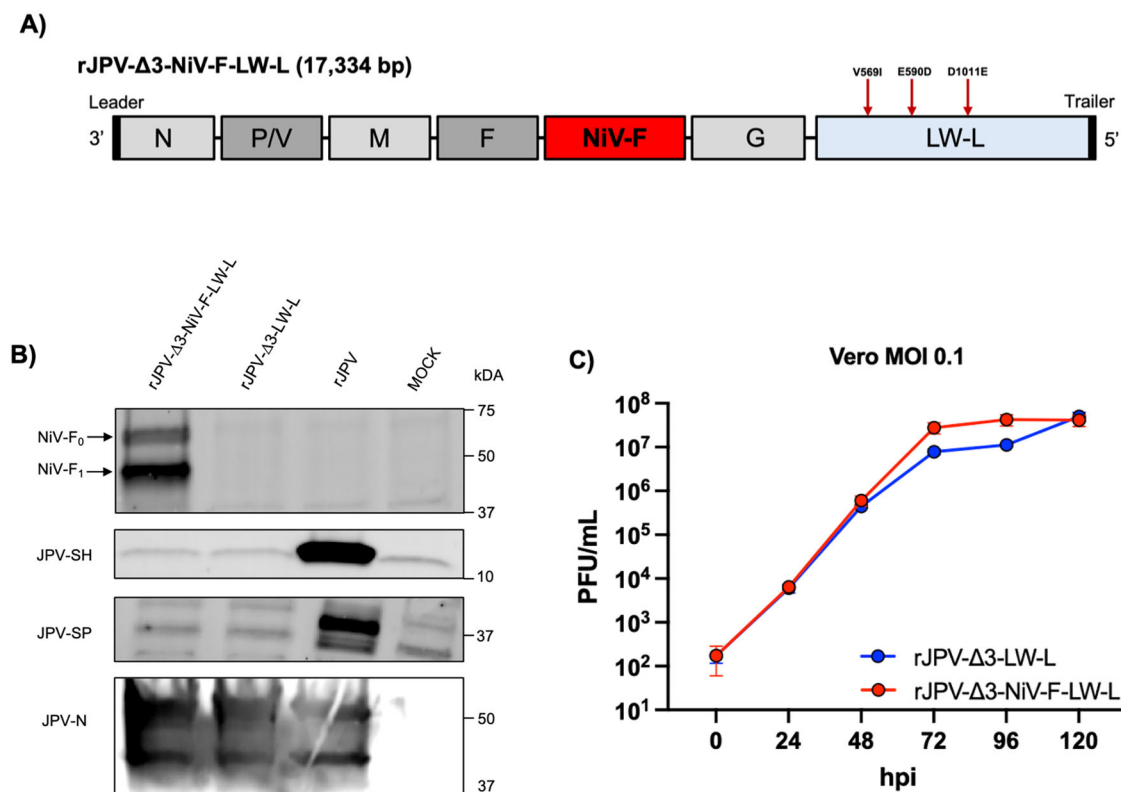 A)
rJPV-Δ3-NiV-F-LW-L (17,334 bp)
V569I E590D D1011E
Leader Trailer
3’ N P/V M F NiV-F G LW-L 5’
B)
rJPV-Δ3-NiV-F-LW-L
rJPV-Δ3-LW-L
rJPV
MOCK
kDA
75
NiV-F₀
50
NiV-F₁
37
JPV-SH
10
JPV-SP
37
JPV-N
50
37
C)
Vero MOI 0.1
PFU/mL
10⁸
10⁷
10⁶
10⁵
10⁴
10³
10²
10¹
rJPV-Δ3-LW-L
rJPV-Δ3-NiV-F-LW-L
0 24 48 72 96 120
hpi